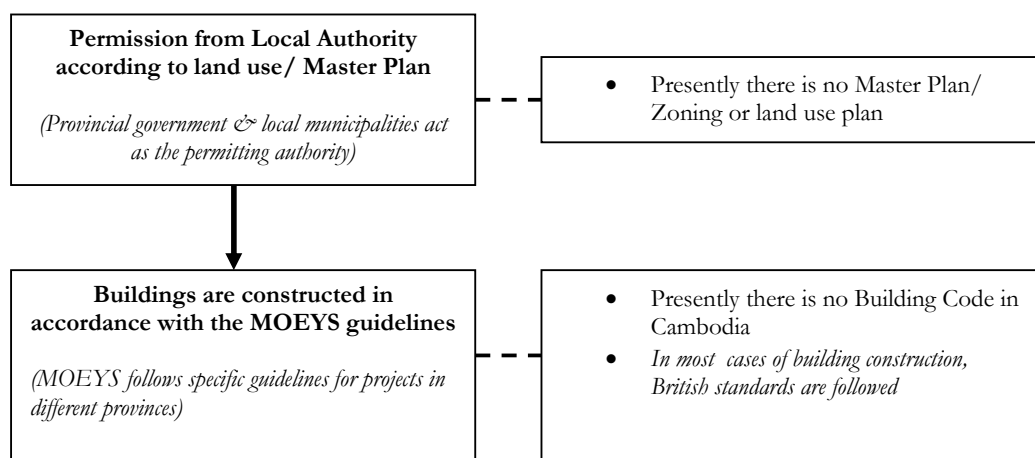 Permission from Local Authority
according to land use/ Master Plan
(Provincial government & local municipalities act
as the permitting authority)
• Presently there is no Master Plan/
Zoning or land use plan
Buildings are constructed in
accordance with the MOEYS guidelines
(MOEYS follows specific guidelines for projects in
different provinces)
• Presently there is no Building Code in
Cambodia
• In most cases of building construction,
British standards are followed